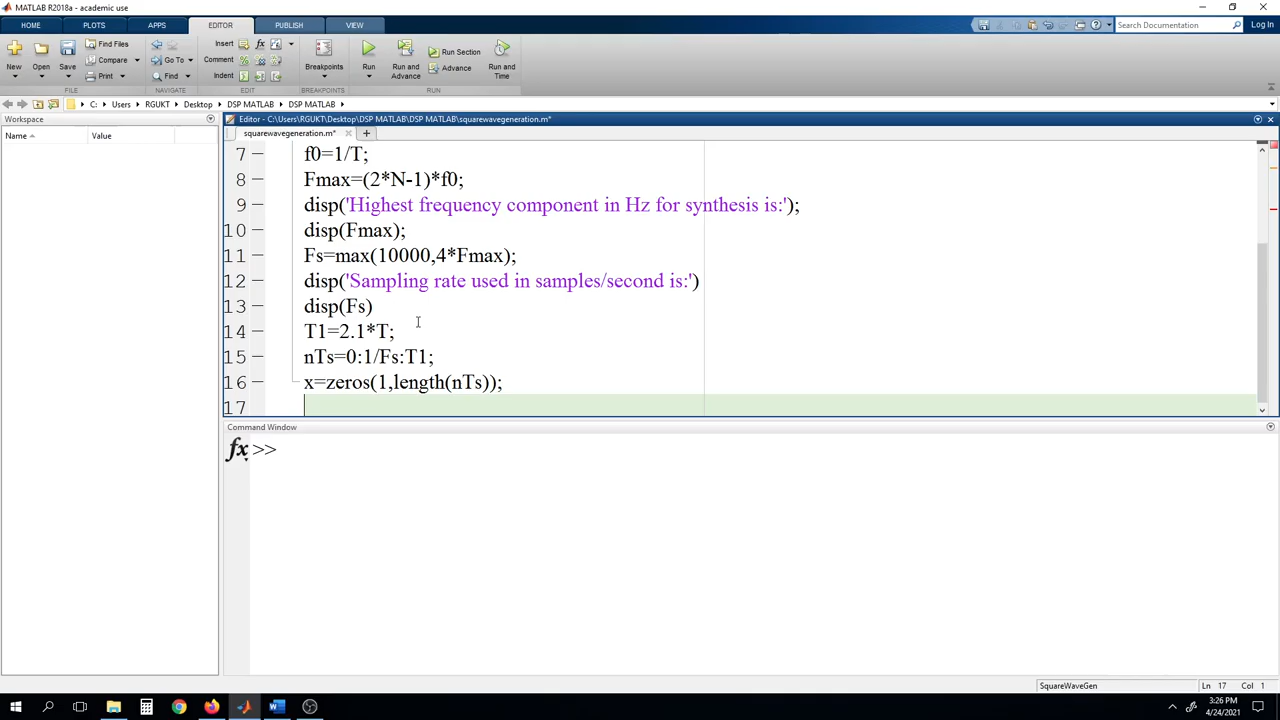 MATLAB R2018a - academic use
HOME PLOTS APPS EDITOR PUBLISH VIEW Search Documentation Log In
New Open Save Find Files Compare Print Insert Comment Indent fx Go To Find Breakpoints Run Run and Advance Run Section Advance Run and Time
FILE NAVIGATE EDIT BREAKPOINTS RUN
C: Users RGUKT Desktop DSP MATLAB DSP MATLAB
Workspace
Name Value
Editor - C:\Users\RGUKT\Desktop\DSP MATLAB\DSP MATLAB\squarewavegeneration.m*
squarewavegeneration.m* × +
7 – f0=1/T;
8 – Fmax=(2*N-1)*f0;
9 – disp('Highest frequency component in Hz for synthesis is:');
10 – disp(Fmax);
11 – Fs=max(10000,4*Fmax);
12 – disp('Sampling rate used in samples/second is:')
13 – disp(Fs)
14 – T1=2.1*T;
15 – nTs=0:1/Fs:T1;
16 – x=zeros(1,length(nTs));
17
Command Window
fx >>
SquareWaveGen Ln 17 Col 1
3:26 PM
4/24/2021